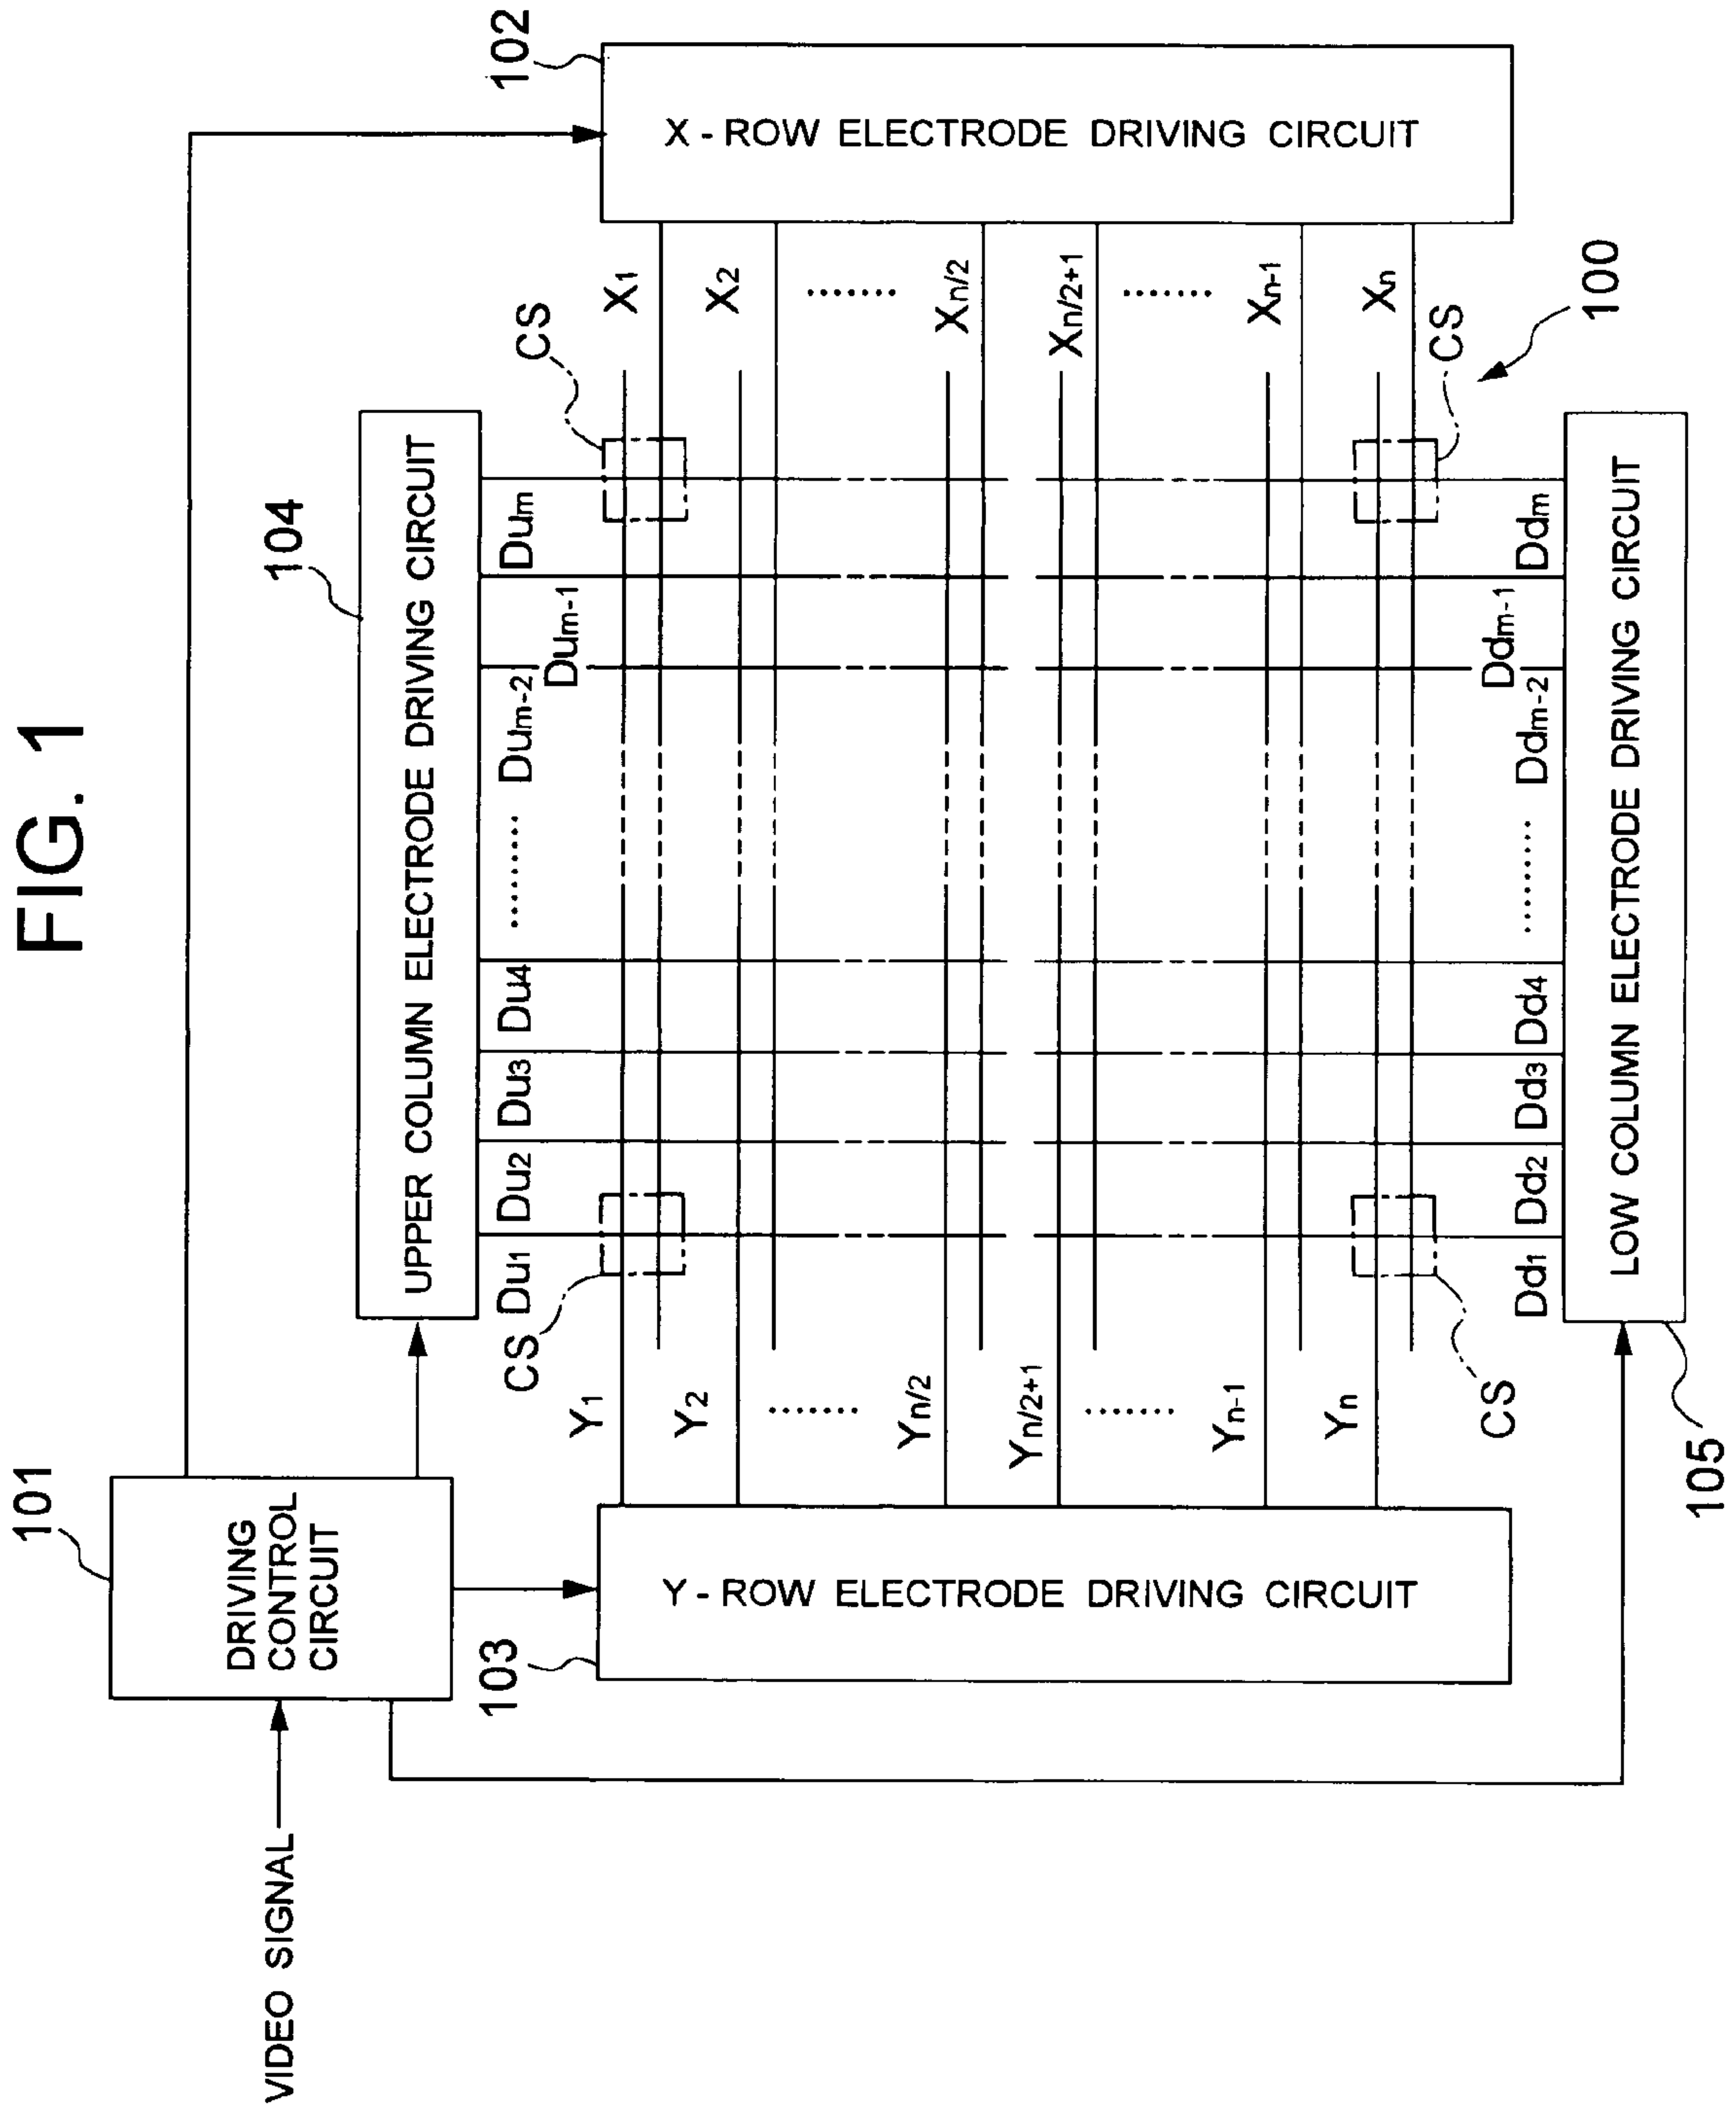 FIG. 1
VIDEO SIGNAL
101
DRIVING
CONTROL
CIRCUIT
104
UPPER COLUMN ELECTRODE DRIVING CIRCUIT
102
X - ROW ELECTRODE DRIVING CIRCUIT
103
Y - ROW ELECTRODE DRIVING CIRCUIT
Du1 Du2 Du3 Du4 ········ Dum-2 Dum-1 Dum
CS
CS
Y1
Y2
·······
Yn/2
Yn/2+1
·······
Yn-1
Yn
X1
X2
·······
Xn/2
Xn/2+1
·······
Xn-1
Xn
CS
CS
100
Dd1 Dd2 Dd3 Dd4 ········ Ddm-2 Ddm-1 Ddm
LOW COLUMN ELECTRODE DRIVING CIRCUIT
105